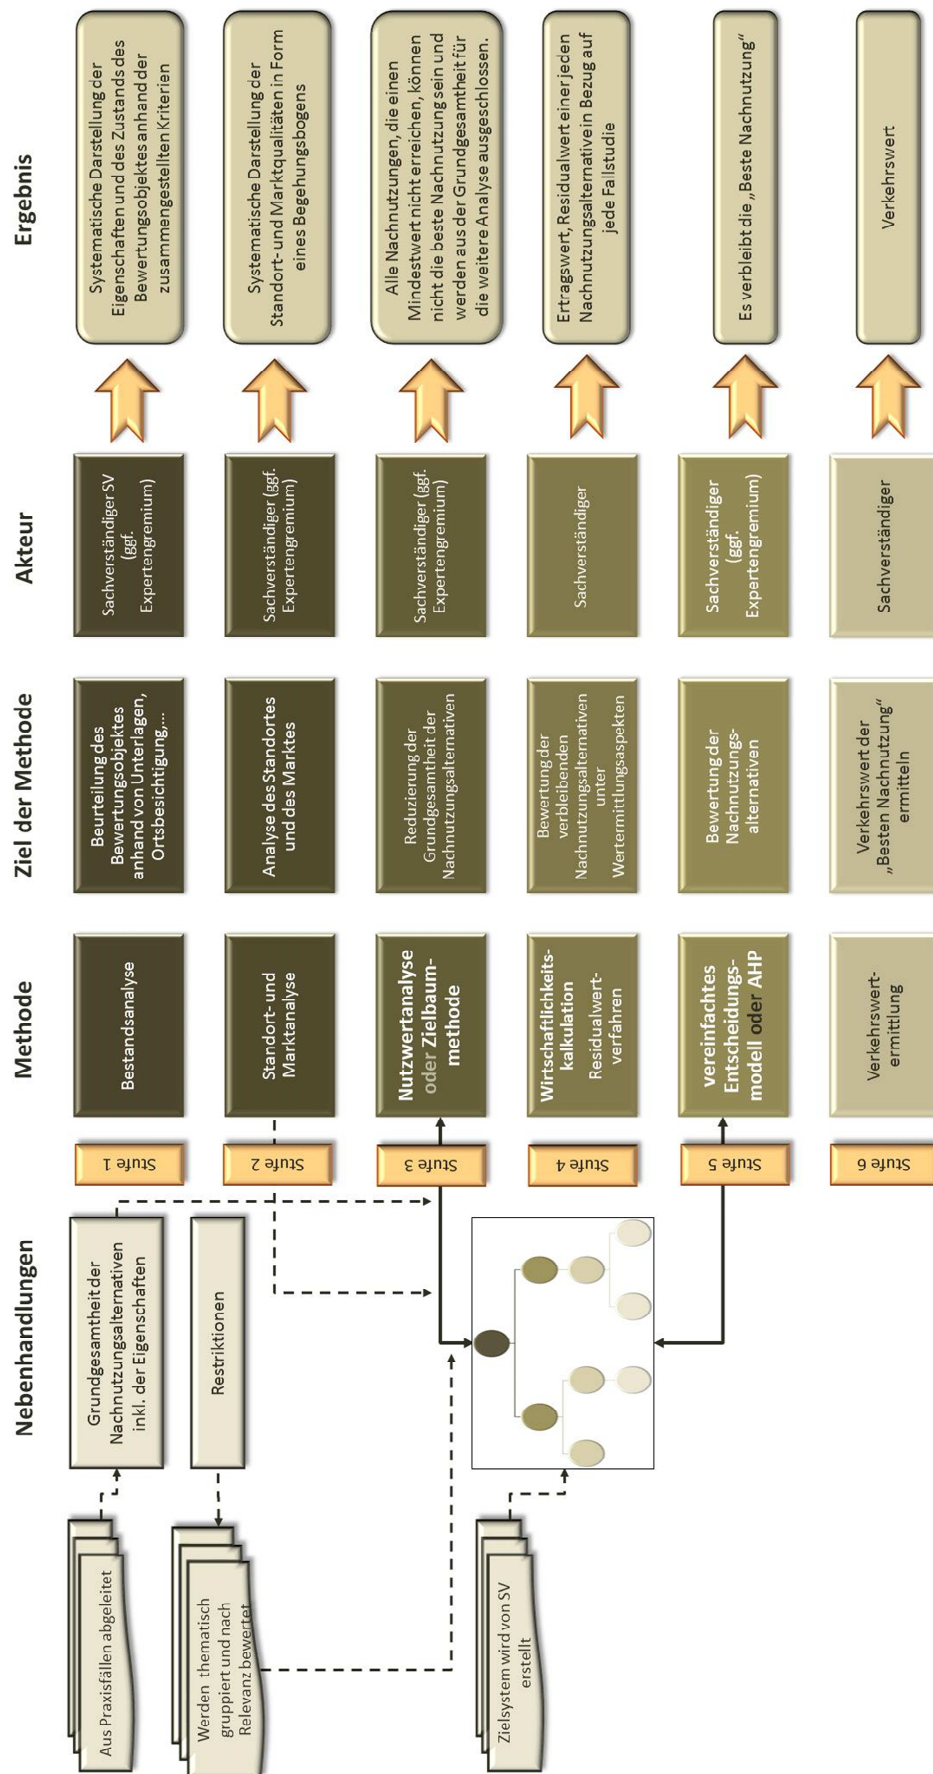 Nebenhandlungen
Methode
Ziel der Methode
Akteur
Ergebnis
Aus Praxisfällen abgeleitet
Grundgesamtheit der
Nachnutzungsalternativen
inkl. der Eigenschaften
Werden thematisch
gruppiert und nach
Relevanz bewertet
Restriktionen
Zielsystem wird von SV
erstellt
Stufe 1
Bestandsanalyse
Beurteilung des
Bewertungsobjektes
anhand von Unterlagen,
Ortsbesichtigung,...
Sachverständiger SV
(ggf.
Expertengremium)
Systematische Darstellung der
Eigenschaften und des Zustands des
Bewertungsobjektes anhand der
zusammengestellten Kriterien
Stufe 2
Standort- und
Marktanalyse
Analyse des Standortes
und des Marktes
Sachverständiger (ggf.
Expertengremium)
Systematische Darstellung der
Standort- und Marktqualitäten in Form
eines Begehungsbogens
Stufe 3
Nutzwertanalyse
oder Zielbaum-
methode
Reduzierung der
Grundgesamtheit der
Nachnutzungsalternativen
Sachverständiger (ggf.
Expertengremium)
Alle Nachnutzungen, die einen
Mindestwert nicht erreichen, können
nicht die beste Nachnutzung sein und
werden aus der Grundgesamtheit für
die weitere Analyse ausgeschlossen.
Stufe 4
Wirtschaftlichkeits-
kalkulation
Residualwert-
verfahren
Bewertung der
verbleibenden
Nachnutzungsalternativen
unter
Wertermittlungsaspekten
Sachverständiger
Ertragswert, Residualwert einer jeden
Nachnutzungsalternative in Bezug auf
jede Fallstudie
Stufe 5
vereinfachtes
Entscheidungs-
modell oder AHP
Bewertung der
Nachnutzungs-
alternativen
Sachverständiger
(ggf.
Expertengremium)
Es verbleibt die „Beste Nachnutzung“
Stufe 6
Verkehrswert-
ermittlung
Verkehrswert der
„Besten Nachnutzung“
ermitteln
Sachverständiger
Verkehrswert